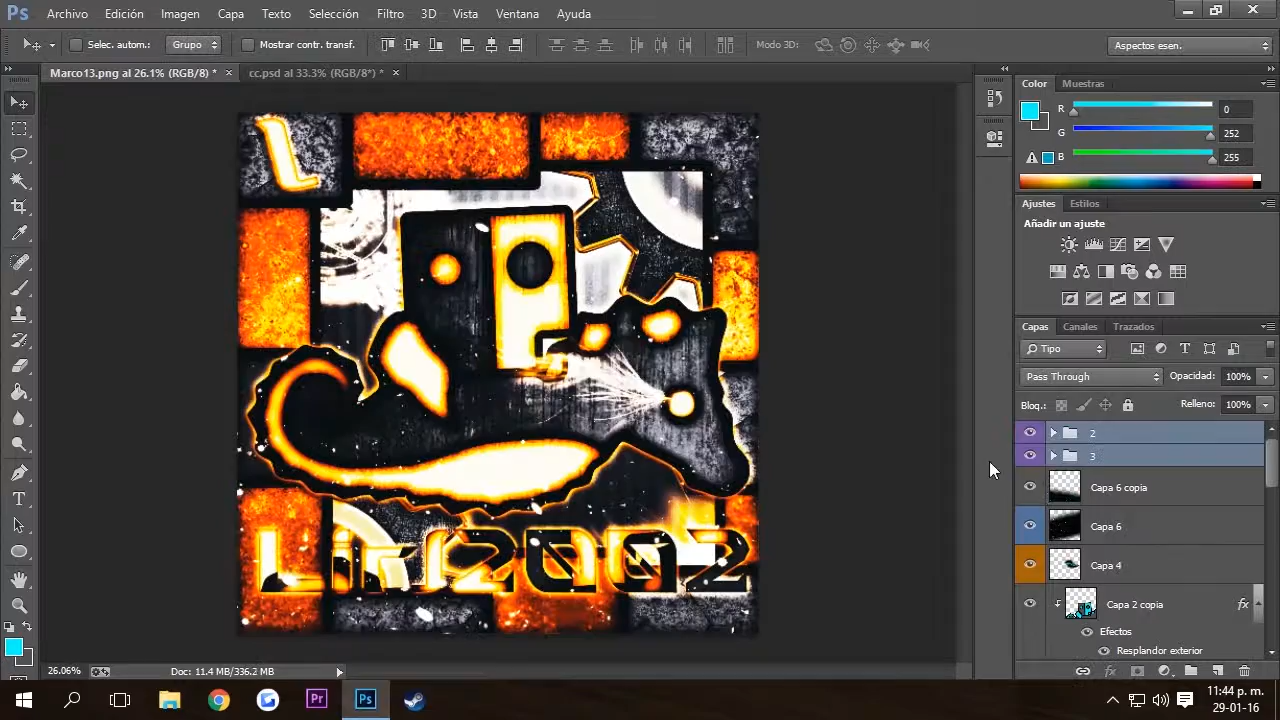 Ps Archivo Edición Imagen Capa Texto Selección Filtro 3D Vista Ventana Ayuda
Selec. autom.: Grupo Mostrar contr. transf. Modo 3D: Aspectos esen.
Marco13.png al 26.1% (RGB/8) * × cc.psd al 33.3% (RGB/8*) * ×
Color Muestras
R 0
G 252
B 255
Ajustes Estilos
Añadir un ajuste
Capas Canales Trazados
Tipo
Pass Through Opacidad: 100%
Bloq.: Relleno: 100%
2
3
Capa 6 copia
Capa 6
Capa 4
Capa 2 copia fx
Efectos
Resplandor exterior
26.06% Doc: 11.4 MB/336.2 MB
Pr Ps
11:44 p. m.
29-01-16